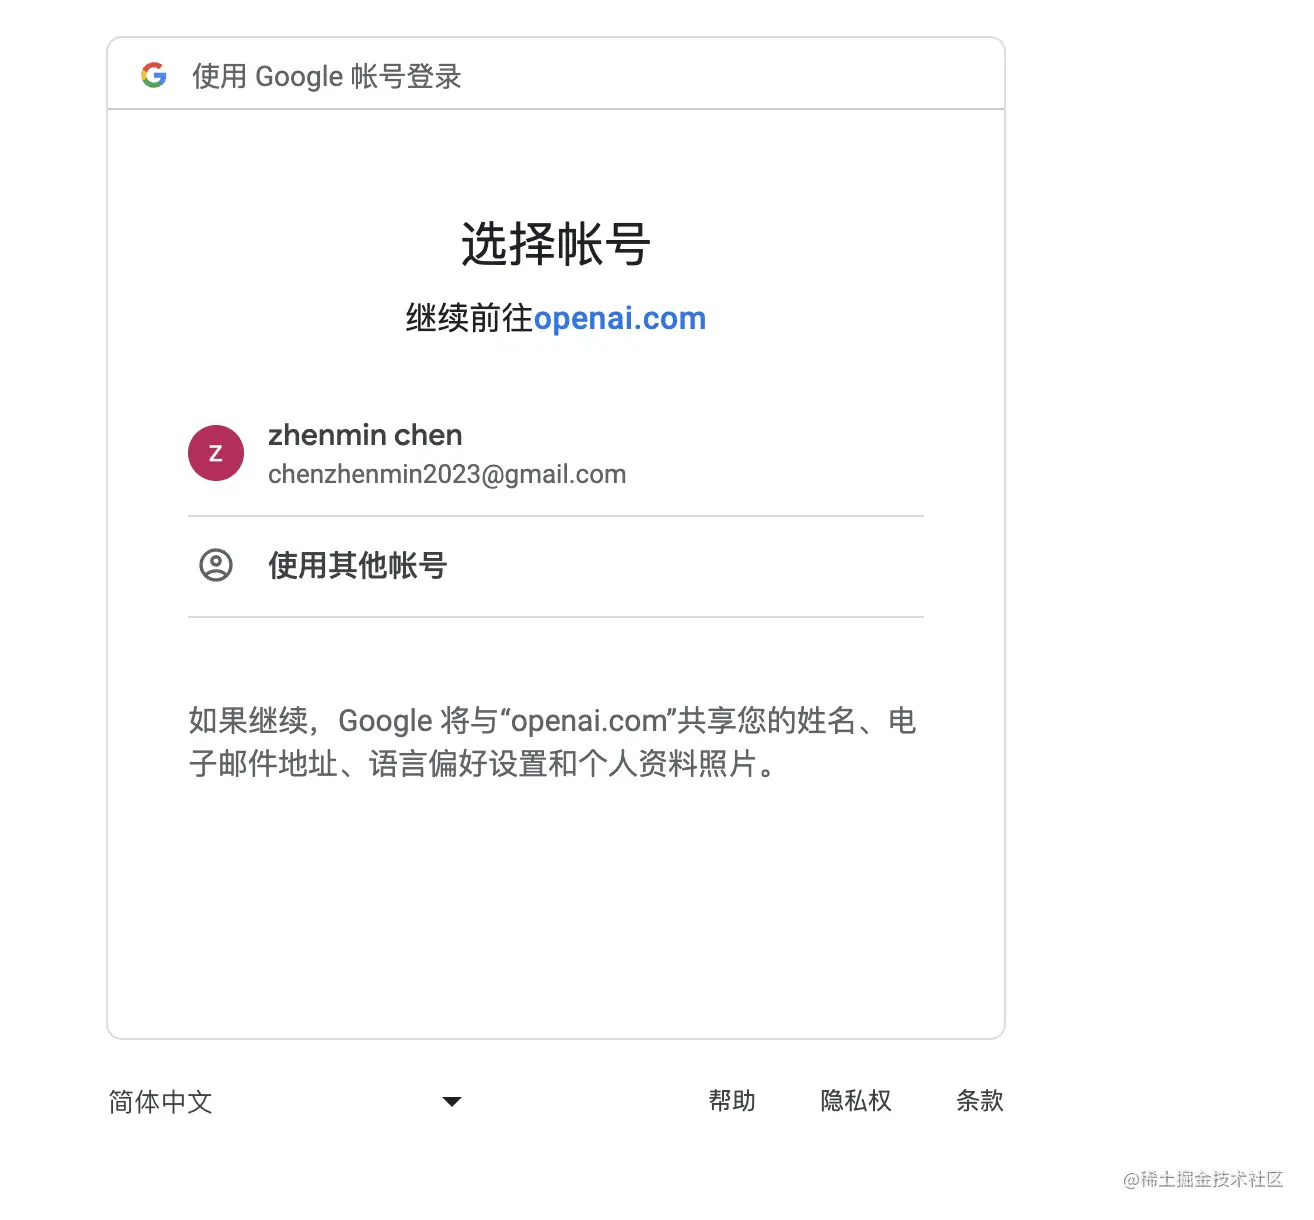 使用 Google 帐号登录
选择帐号
继续前往openai.com
Z
zhenmin chen
chenzhenmin2023@gmail.com
使用其他帐号
如果继续，Google 将与“openai.com”共享您的姓名、电
子邮件地址、语言偏好设置和个人资料照片。
简体中文
帮助
隐私权
条款
@稀土掘金技术社区